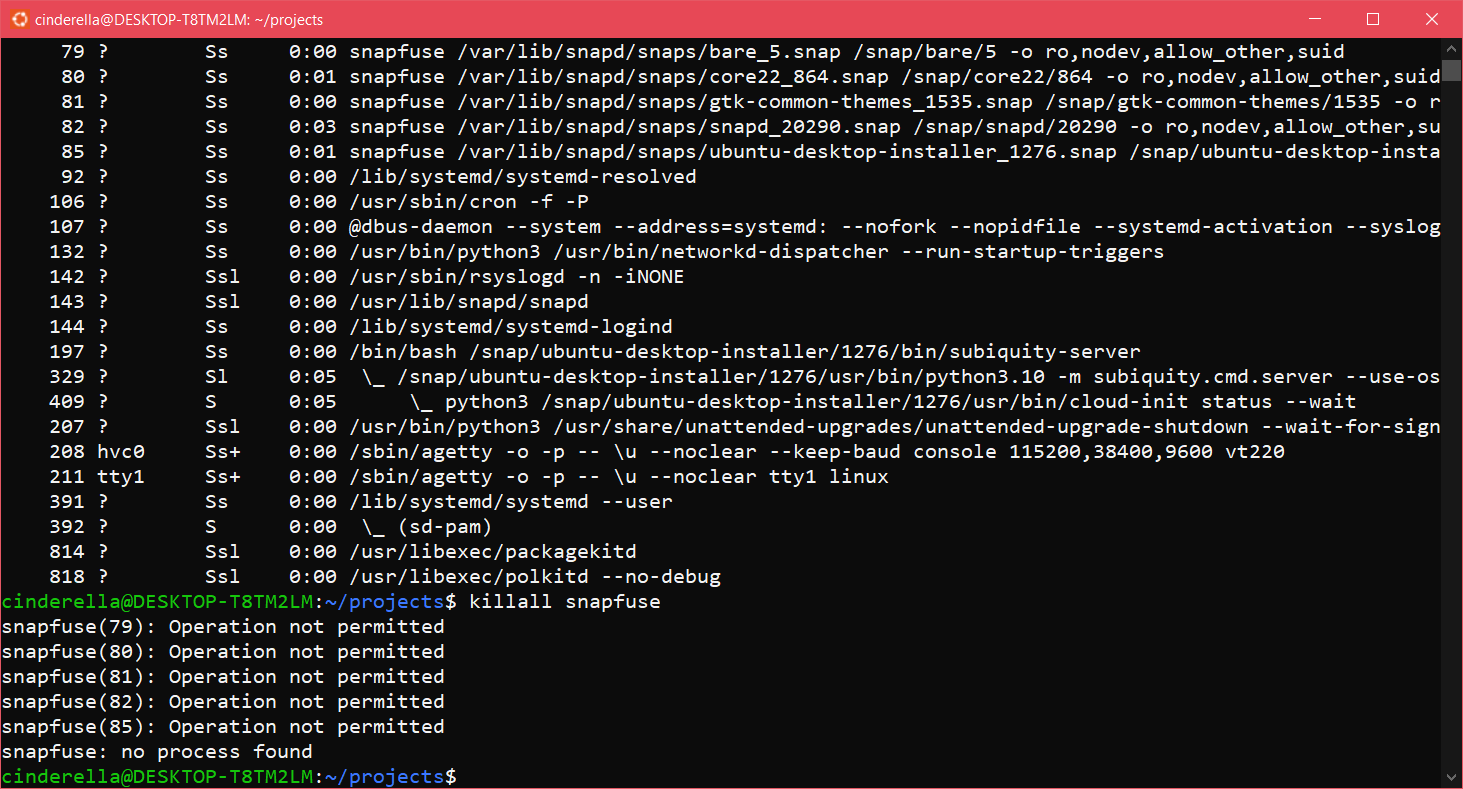 cinderella@DESKTOP-T8TM2LM: ~/projects
79 ? Ss 0:00 snapfuse /var/lib/snapd/snaps/bare_5.snap /snap/bare/5 -o ro,nodev,allow_other,suid
80 ? Ss 0:01 snapfuse /var/lib/snapd/snaps/core22_864.snap /snap/core22/864 -o ro,nodev,allow_other,suid
81 ? Ss 0:00 snapfuse /var/lib/snapd/snaps/gtk-common-themes_1535.snap /snap/gtk-common-themes/1535 -o r
82 ? Ss 0:03 snapfuse /var/lib/snapd/snaps/snapd_20290.snap /snap/snapd/20290 -o ro,nodev,allow_other,su
85 ? Ss 0:01 snapfuse /var/lib/snapd/snaps/ubuntu-desktop-installer_1276.snap /snap/ubuntu-desktop-insta
92 ? Ss 0:00 /lib/systemd/systemd-resolved
106 ? Ss 0:00 /usr/sbin/cron -f -P
107 ? Ss 0:00 @dbus-daemon --system --address=systemd: --nofork --nopidfile --systemd-activation --syslog
132 ? Ss 0:00 /usr/bin/python3 /usr/bin/networkd-dispatcher --run-startup-triggers
142 ? Ssl 0:00 /usr/sbin/rsyslogd -n -iNONE
143 ? Ssl 0:00 /usr/lib/snapd/snapd
144 ? Ss 0:00 /lib/systemd/systemd-logind
197 ? Ss 0:00 /bin/bash /snap/ubuntu-desktop-installer/1276/bin/subiquity-server
329 ? Sl 0:05 \_ /snap/ubuntu-desktop-installer/1276/usr/bin/python3.10 -m subiquity.cmd.server --use-os
409 ? S 0:05 \_ python3 /snap/ubuntu-desktop-installer/1276/usr/bin/cloud-init status --wait
207 ? Ssl 0:00 /usr/bin/python3 /usr/share/unattended-upgrades/unattended-upgrade-shutdown --wait-for-sign
208 hvc0 Ss+ 0:00 /sbin/agetty -o -p -- \u --noclear --keep-baud console 115200,38400,9600 vt220
211 tty1 Ss+ 0:00 /sbin/agetty -o -p -- \u --noclear tty1 linux
391 ? Ss 0:00 /lib/systemd/systemd --user
392 ? S 0:00 \_ (sd-pam)
814 ? Ssl 0:00 /usr/libexec/packagekitd
818 ? Ssl 0:00 /usr/libexec/polkitd --no-debug
cinderella@DESKTOP-T8TM2LM:~/projects$ killall snapfuse
snapfuse(79): Operation not permitted
snapfuse(80): Operation not permitted
snapfuse(81): Operation not permitted
snapfuse(82): Operation not permitted
snapfuse(85): Operation not permitted
snapfuse: no process found
cinderella@DESKTOP-T8TM2LM:~/projects$